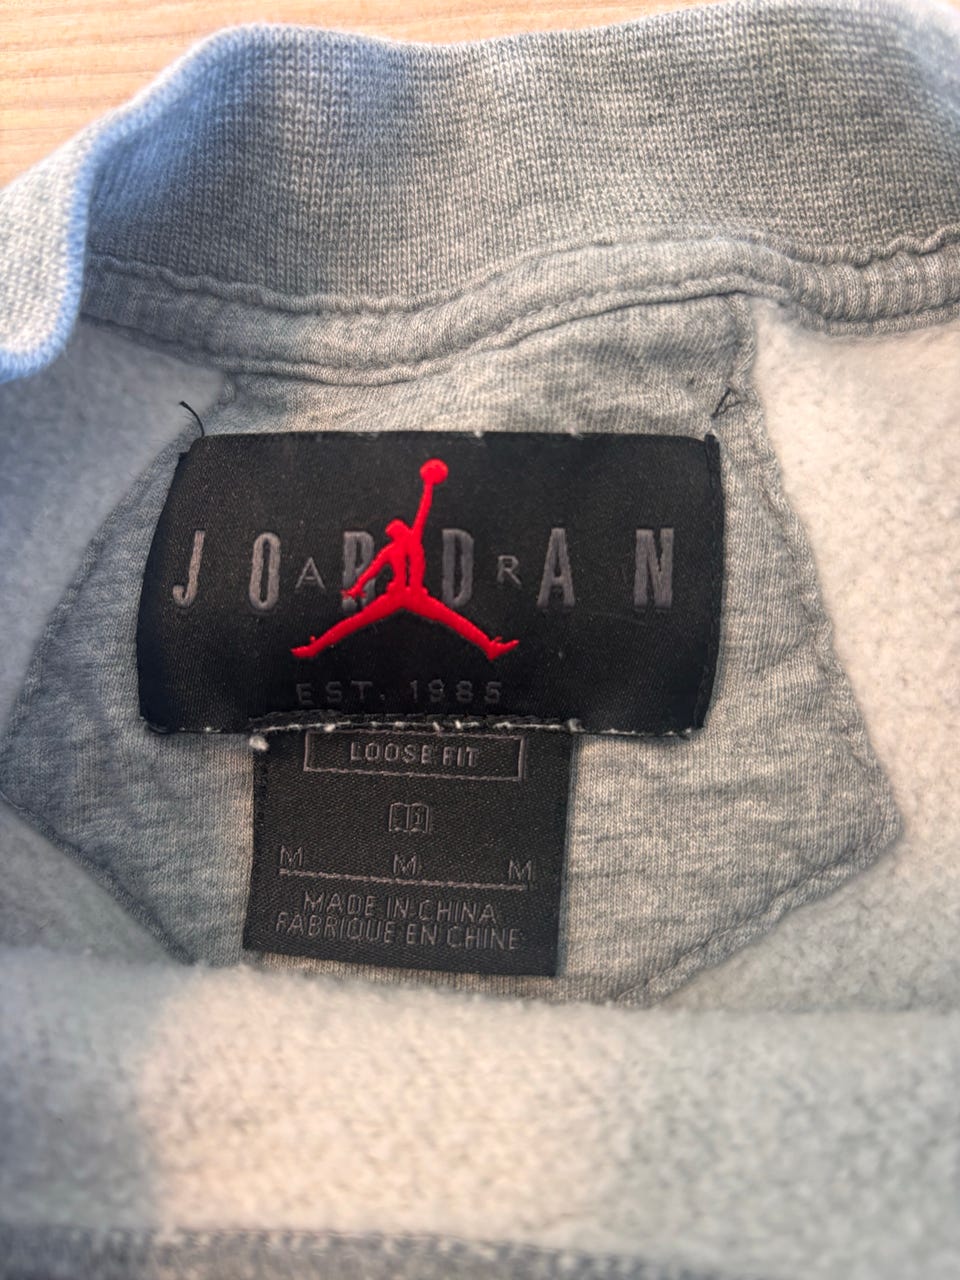 JORDAN
AIR
EST. 1985
LOOSE FIT
M M M
MADE IN CHINA
FABRIQUE EN CHINE